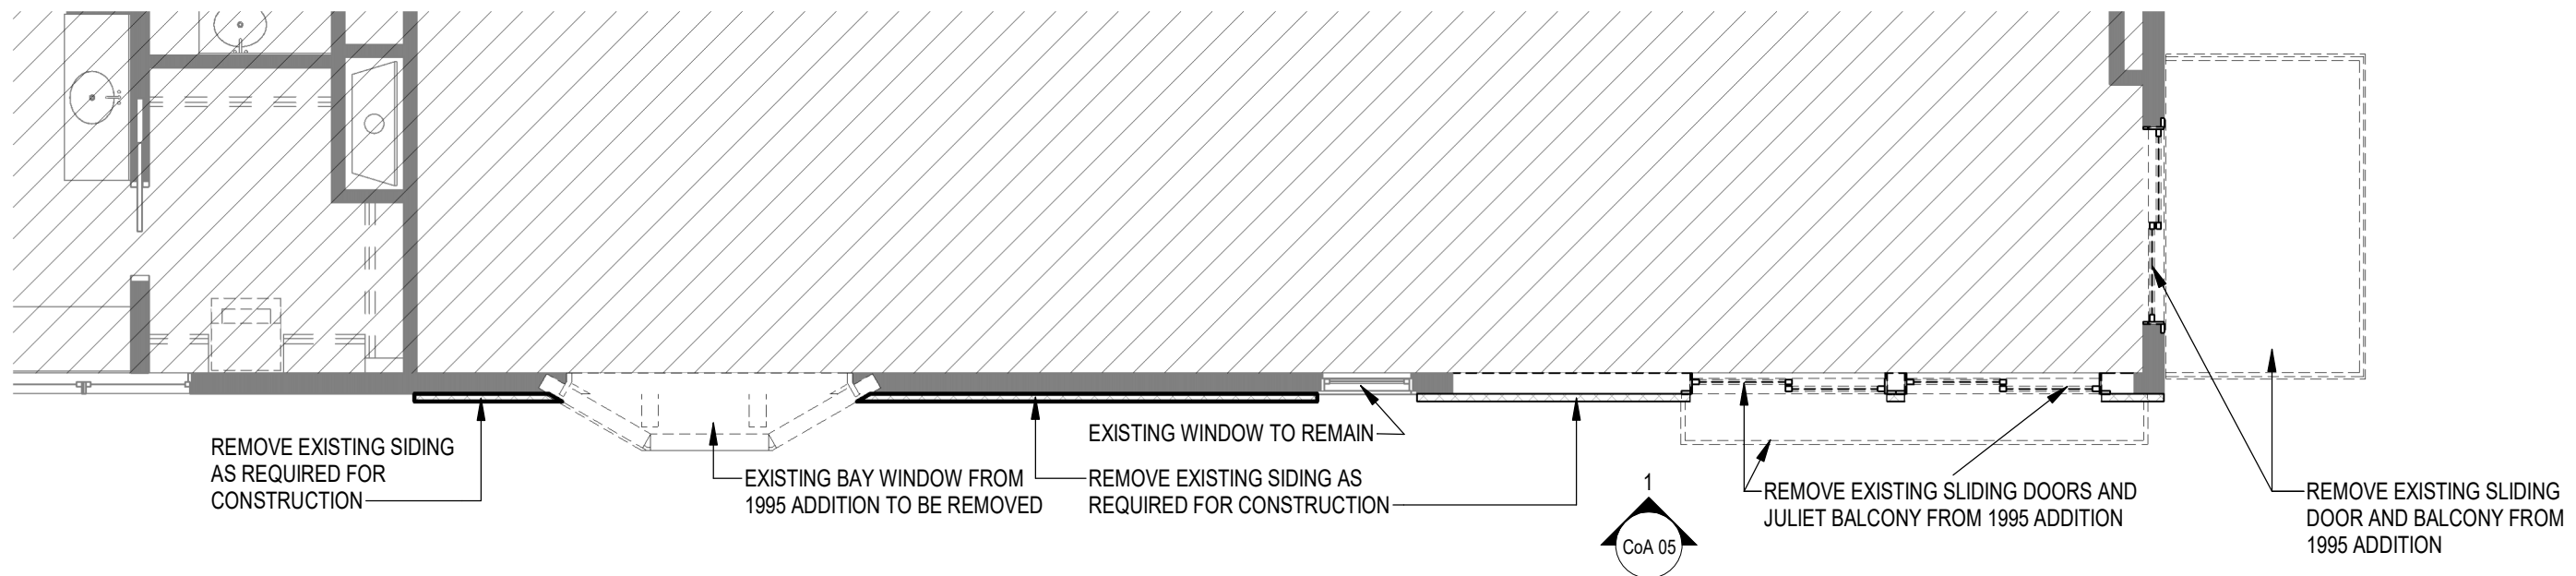 REMOVE EXISTING SIDING
AS REQUIRED FOR
CONSTRUCTION
EXISTING BAY WINDOW FROM
1995 ADDITION TO BE REMOVED
EXISTING WINDOW TO REMAIN
REMOVE EXISTING SIDING AS
REQUIRED FOR CONSTRUCTION
1
CoA 05
REMOVE EXISTING SLIDING DOORS AND
JULIET BALCONY FROM 1995 ADDITION
REMOVE EXISTING SLIDING
DOOR AND BALCONY FROM
1995 ADDITION